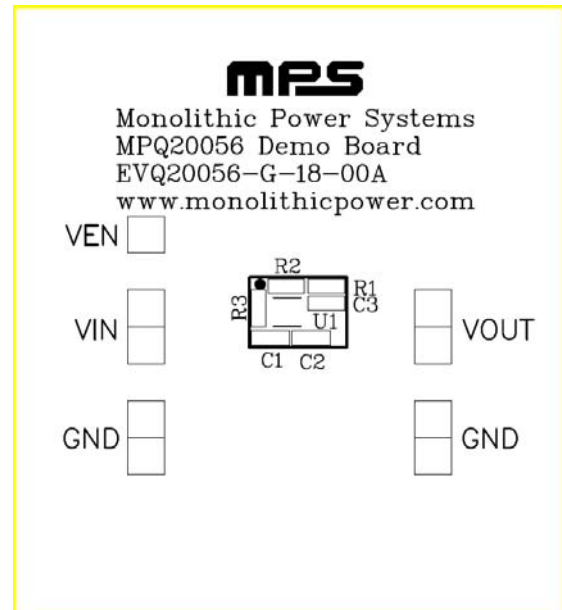 mps
Monolithic Power Systems
MPQ20056 Demo Board
EVQ20056-G-18-00A
www.monolithicpower.com
VEN
R2
R1
R3
C3
VIN
U1
VOUT
C1 C2
GND
GND